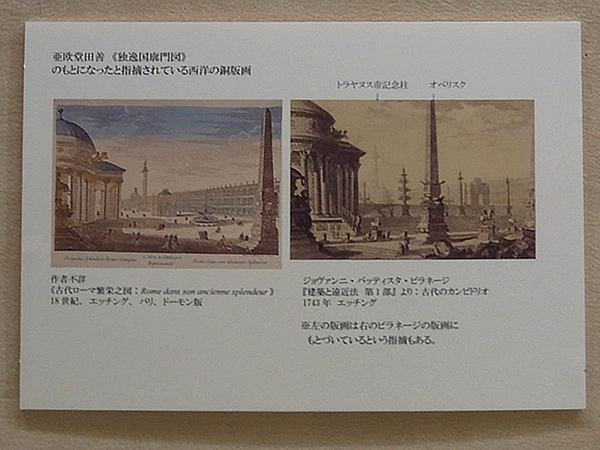 亜欧堂田善 《独逸国廓門図》
のもとになったと指摘されている西洋の銅版画
トラヤヌス帝記念柱 オベリスク
作者不詳
《古代ローマ繁栄之図：Rome dans son ancienne splendeur》
18世紀、エッチング、パリ、ドーモン版
ジョヴァンニ・バッティスタ・ピラネージ
『建築と遠近法 第1部』より：古代のカンピドリオ
1743年 エッチング
※左の版画は右のピラネージの版画に
もとづいているという指摘もある。